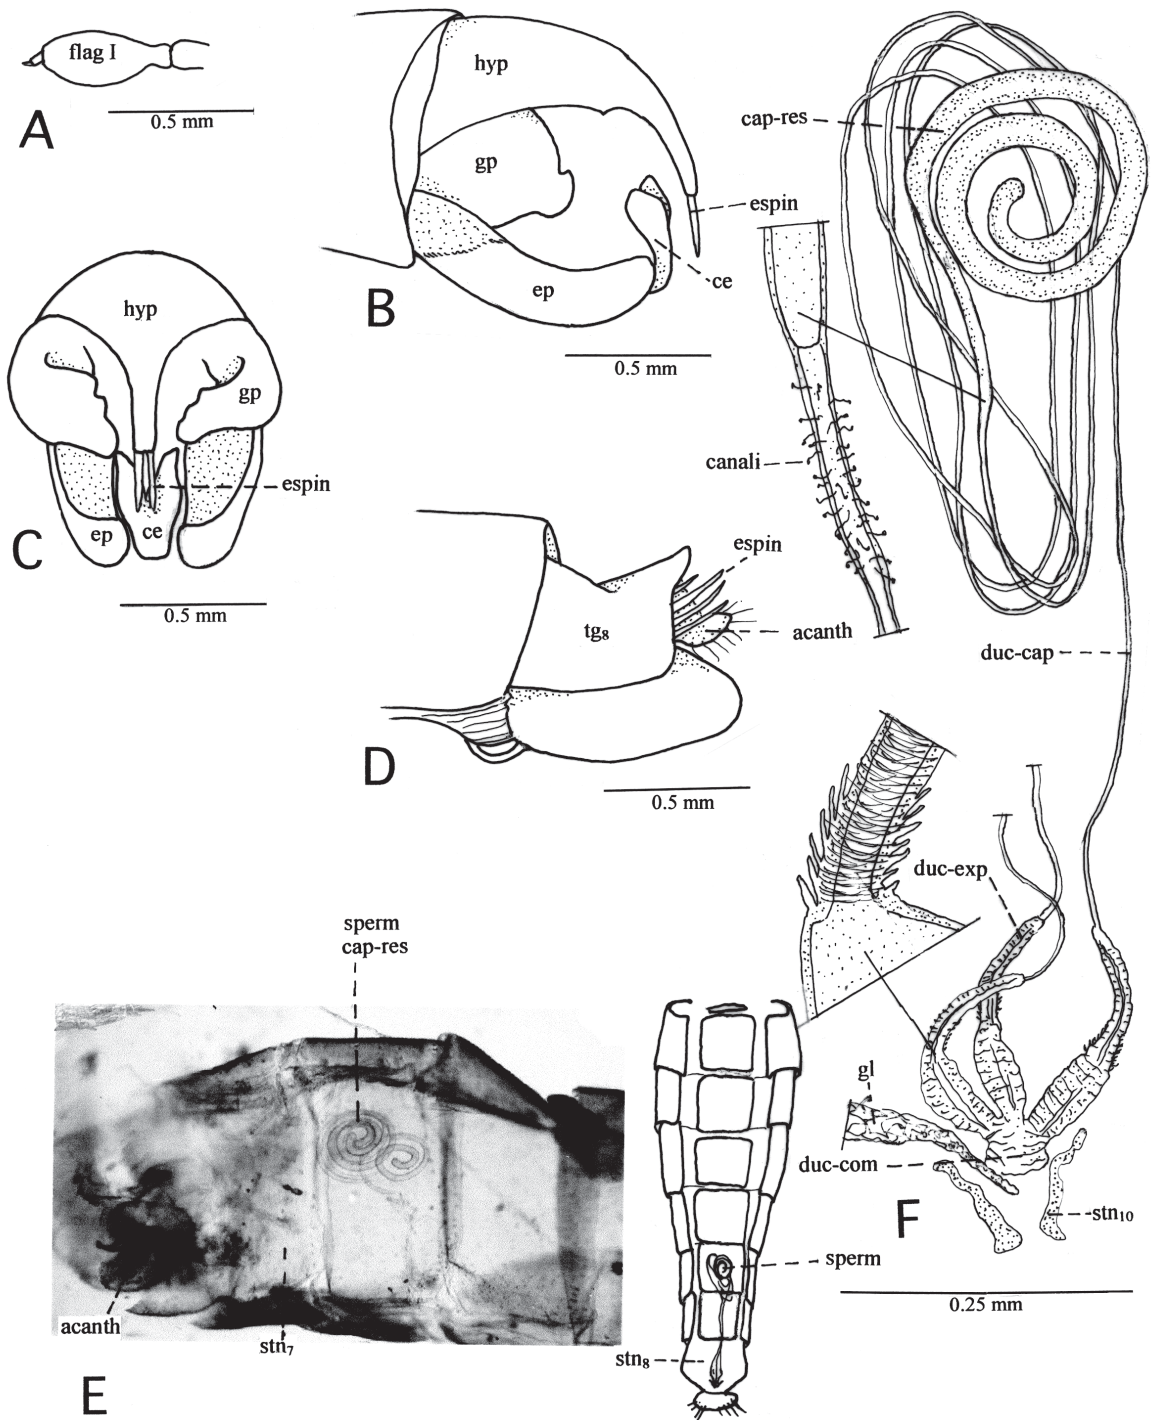 flag I
0.5 mm
A
hyp
gp
espin
ce
ep
B
0.5 mm
cap-res
canali
hyp
gp
espin
ep
ce
C
0.5 mm
espin
tg8
acanth
D
0.5 mm
duc-cap
duc-exp
gl
duc-com
stn10
F
0.25 mm
sperm
cap-res
acanth
stn7
E
sperm
stn8